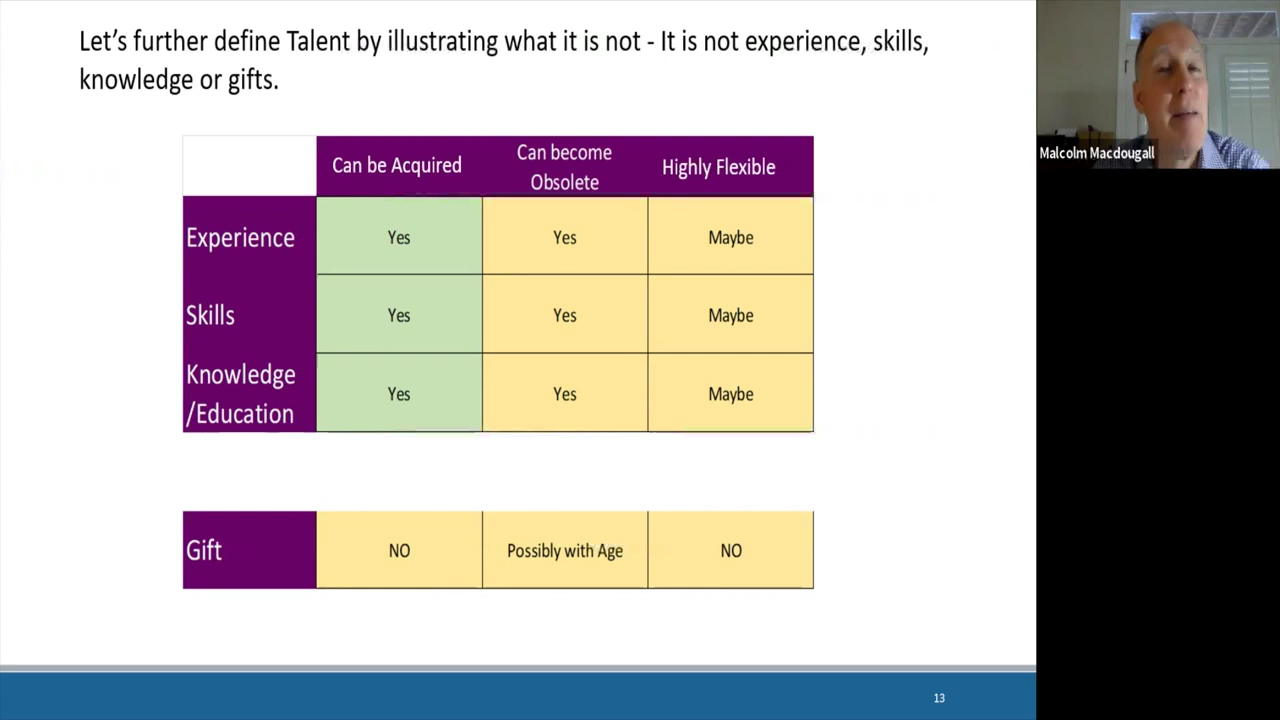 Let’s further define Talent by illustrating what it is not - It is not experience, skills,
knowledge or gifts.
Can be Acquired
Can become
Obsolete
Highly Flexible
Experience
Yes
Yes
Maybe
Skills
Yes
Yes
Maybe
Knowledge
/Education
Yes
Yes
Maybe
Gift
NO
Possibly with Age
NO
13
Malcolm Macdougall